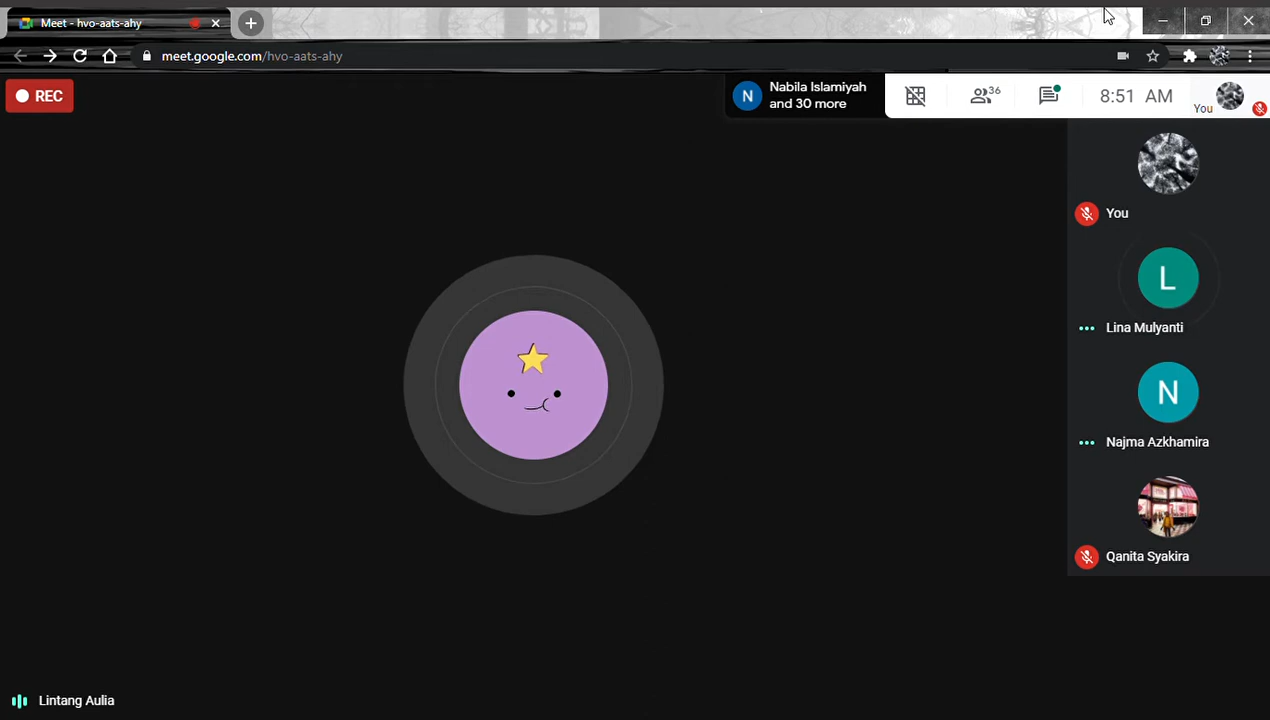 Meet - hvo-aats-ahy
meet.google.com/hvo-aats-ahy
REC
N
Nabila Islamiyah
and 30 more
36
8:51 AM
You
You
L
Lina Mulyanti
N
Najma Azkhamira
Qanita Syakira
Lintang Aulia